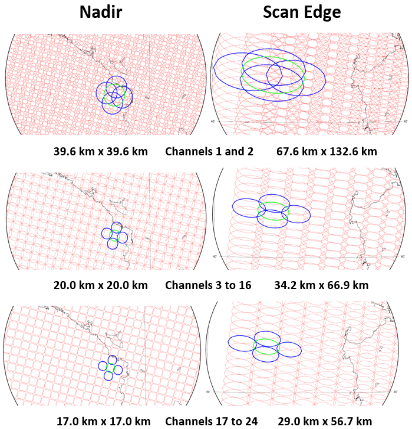 Nadir Scan Edge
39.6 km x 39.6 km Channels 1 and 2 67.6 km x 132.6 km
20.0 km x 20.0 km Channels 3 to 16 34.2 km x 66.9 km
17.0 km x 17.0 km Channels 17 to 24 29.0 km x 56.7 km